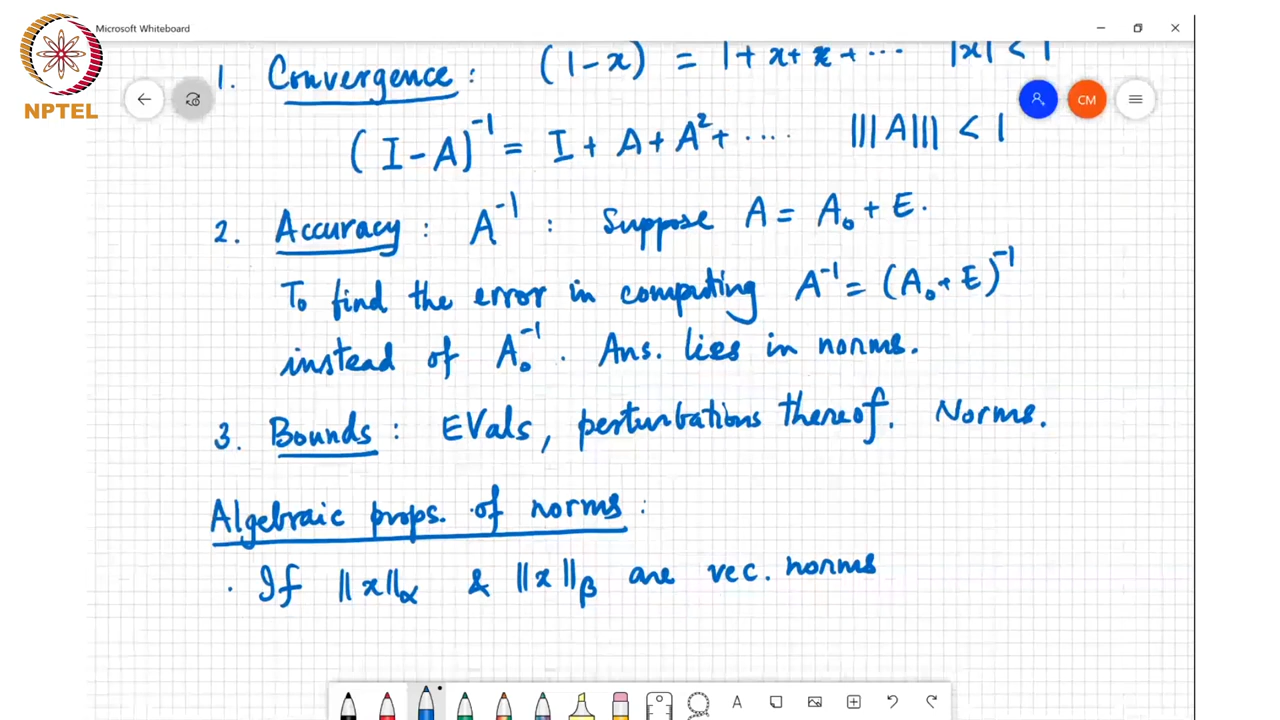 Microsoft Whiteboard
NPTEL
1. Convergence : (1-x) = 1 + x + x + ... |x| < 1
CM
(I - A)⁻¹ = I + A + A² + .... |||A||| < 1
2. Accuracy : A⁻¹ : Suppose A = A₀ + E.
To find the error in computing A⁻¹ = (A₀ + E)⁻¹
instead of A₀⁻¹. Ans. lies in norms.
3. Bounds : EVals, perturbations thereof. Norms.
Algebraic props. of norms :
. If ||x||α & ||x||β are vec. norms
A